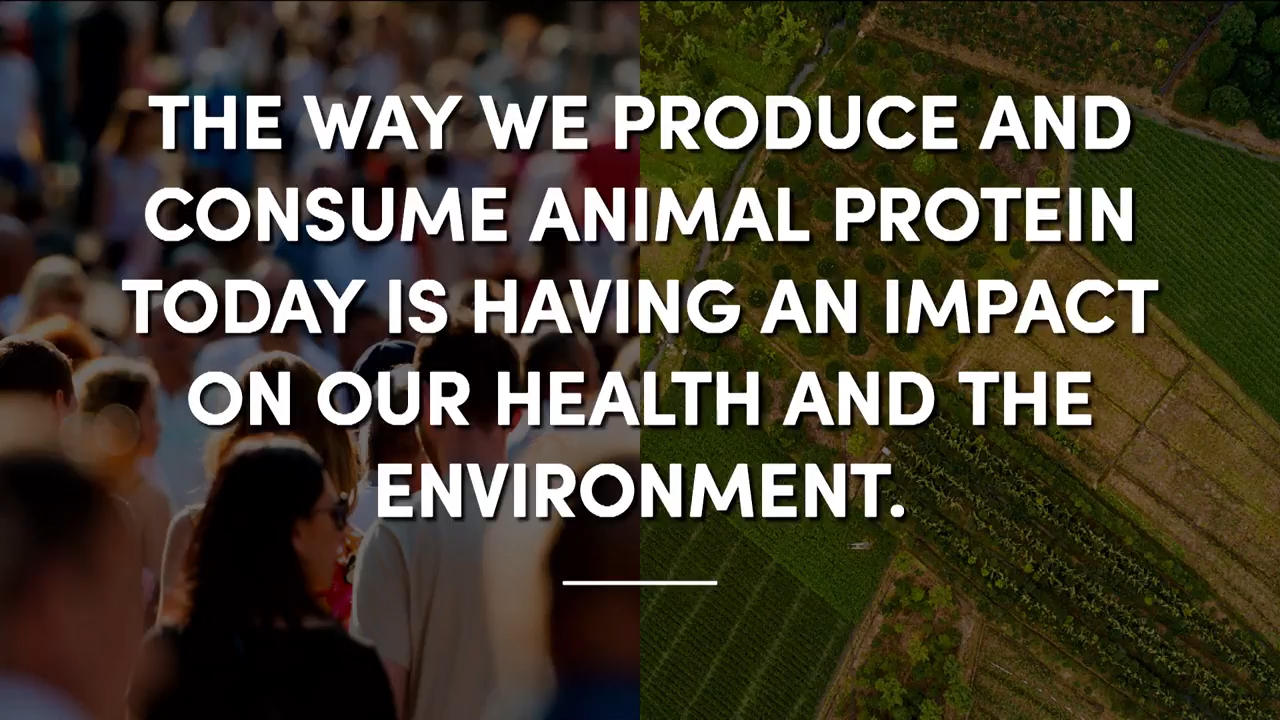 THE WAY WE PRODUCE AND
CONSUME ANIMAL PROTEIN
TODAY IS HAVING AN IMPACT
ON OUR HEALTH AND THE
ENVIRONMENT.